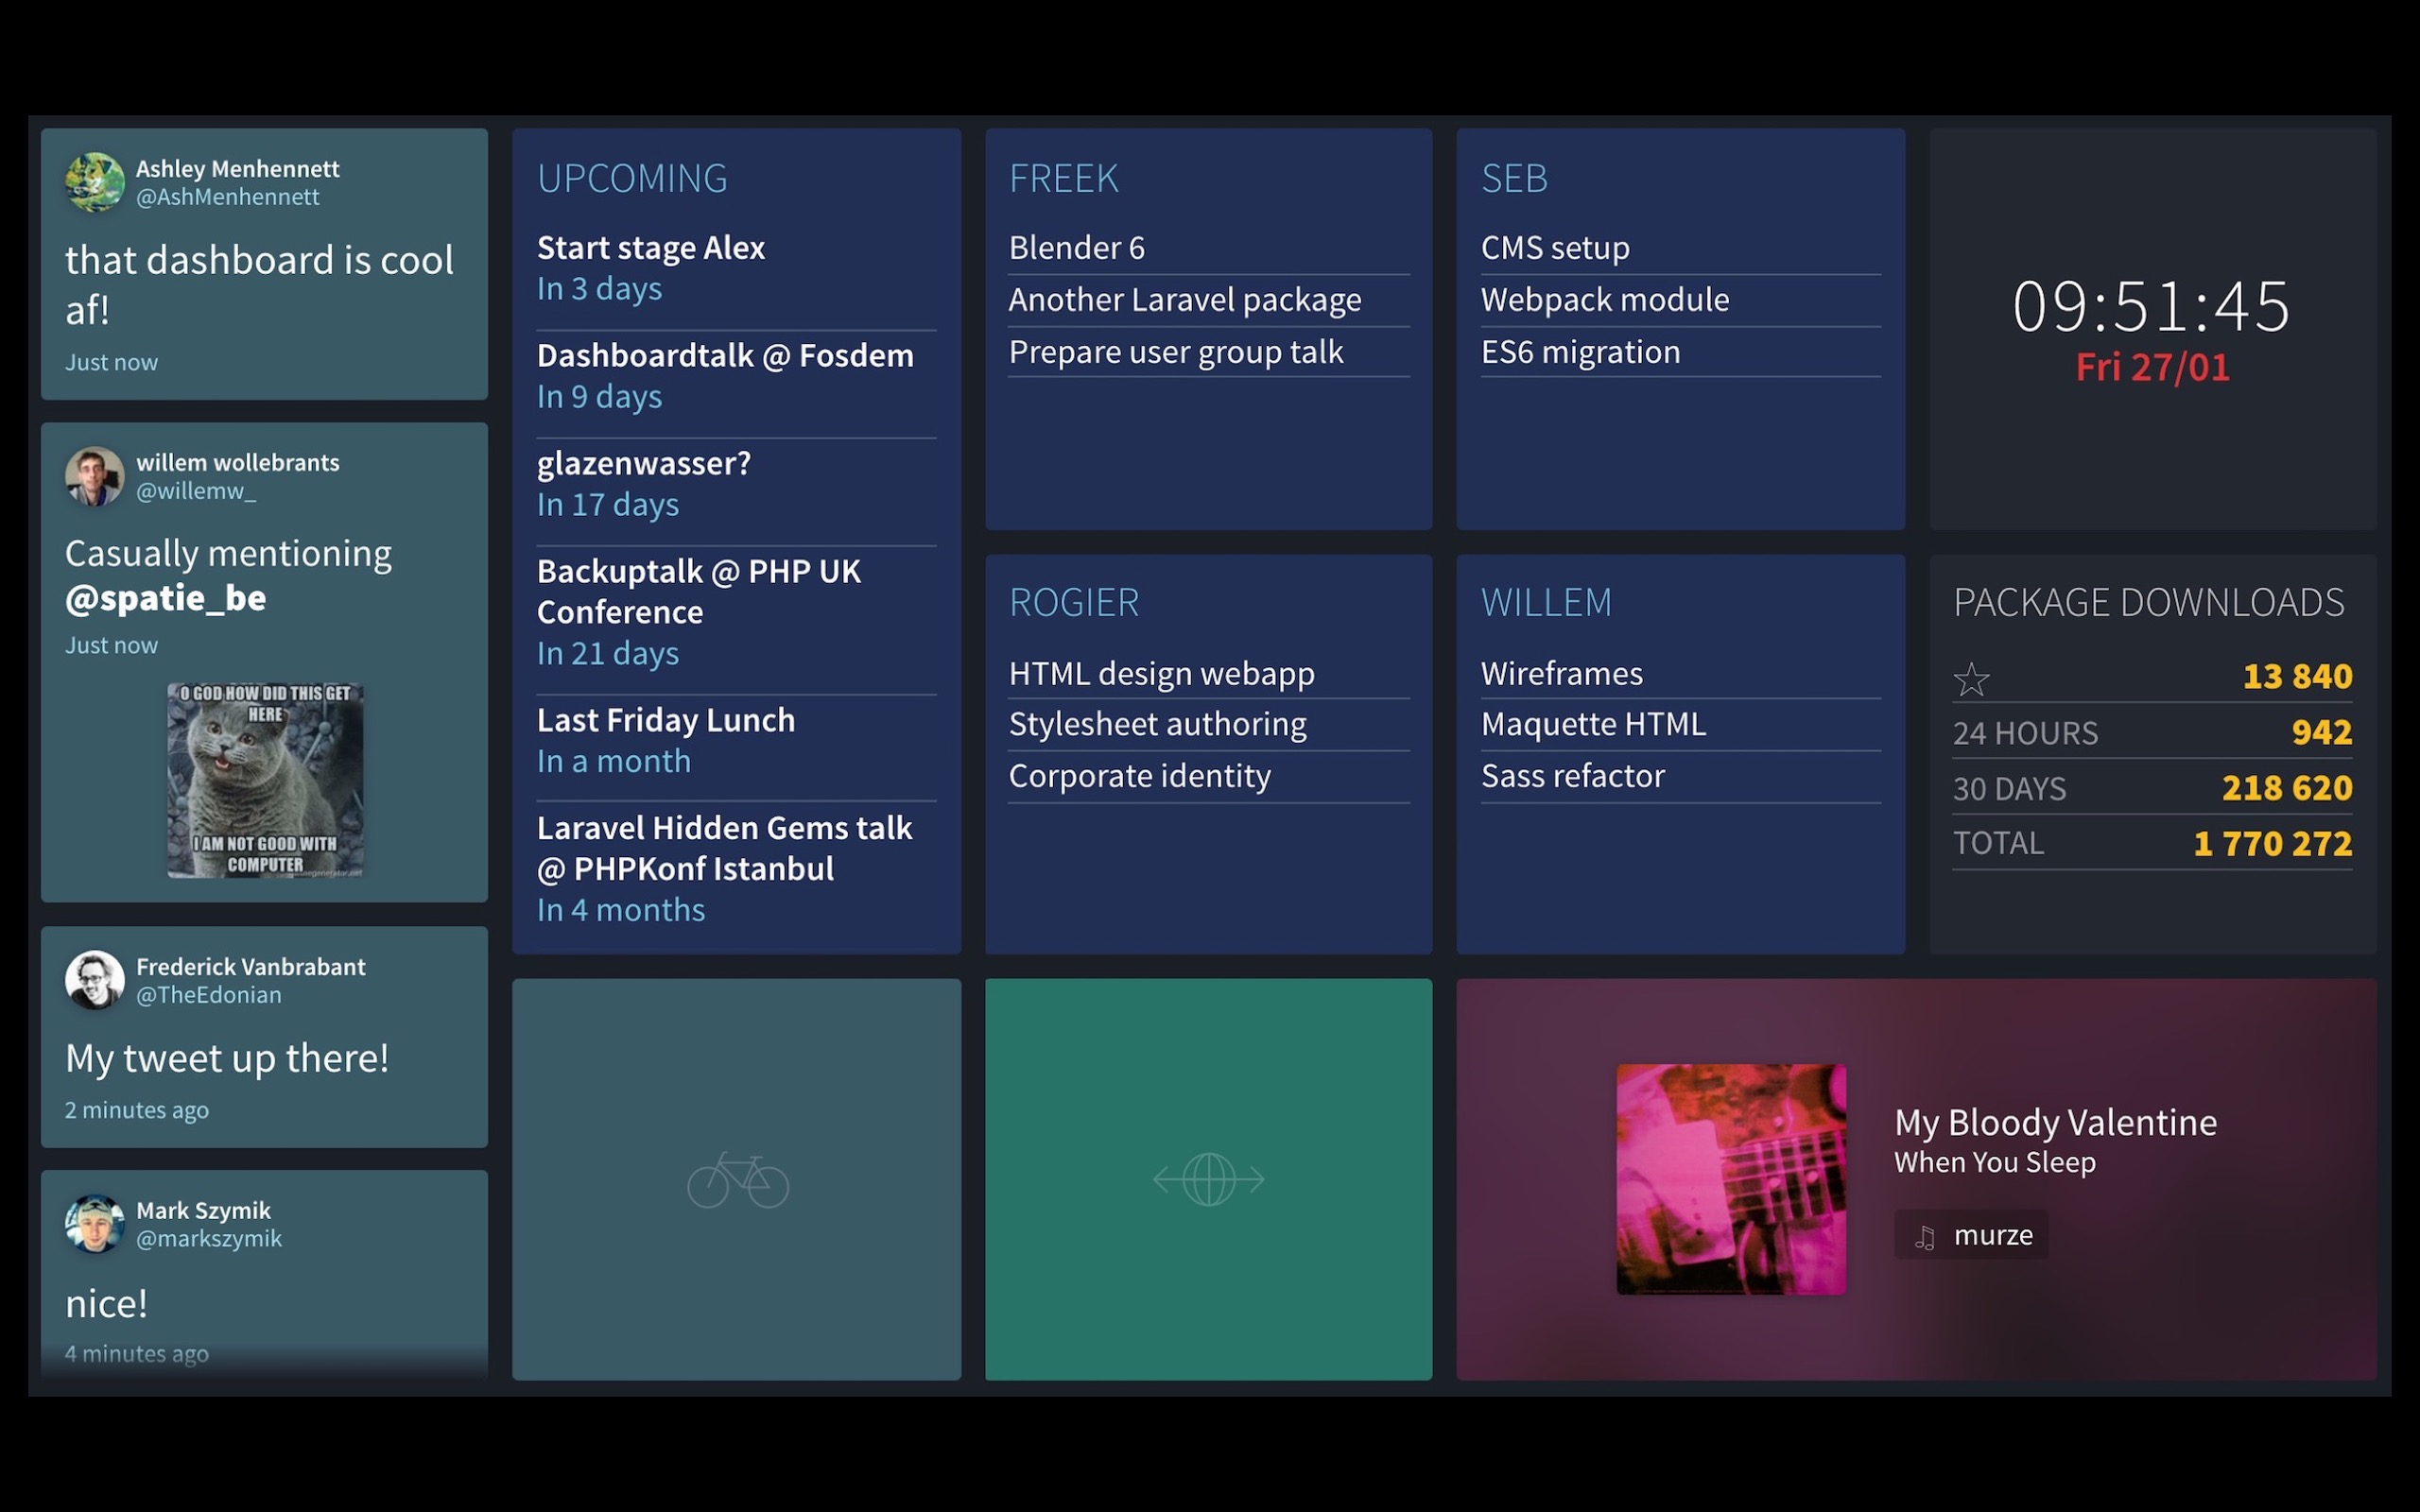 Ashley Menhennett
@AshMenhennett
that dashboard is cool
af!
Just now
willem wollebrants
@willemw_
Casually mentioning
@spatie_be
Just now
O GOD HOW DID THIS GET
HERE
I AM NOT GOOD WITH
COMPUTER
Frederick Vanbrabant
@TheEdonian
My tweet up there!
2 minutes ago
Mark Szymik
@markszymik
nice!
4 minutes ago
UPCOMING
Start stage Alex
In 3 days
Dashboardtalk @ Fosdem
In 9 days
glazenwasser?
In 17 days
Backuptalk @ PHP UK
Conference
In 21 days
Last Friday Lunch
In a month
Laravel Hidden Gems talk
@ PHPKonf Istanbul
In 4 months
FREEK
Blender 6
Another Laravel package
Prepare user group talk
SEB
CMS setup
Webpack module
ES6 migration
09:51:45
Fri 27/01
ROGIER
HTML design webapp
Stylesheet authoring
Corporate identity
WILLEM
Wireframes
Maquette HTML
Sass refactor
PACKAGE DOWNLOADS
13 840
24 HOURS 942
30 DAYS 218 620
TOTAL 1 770 272
My Bloody Valentine
When You Sleep
murze